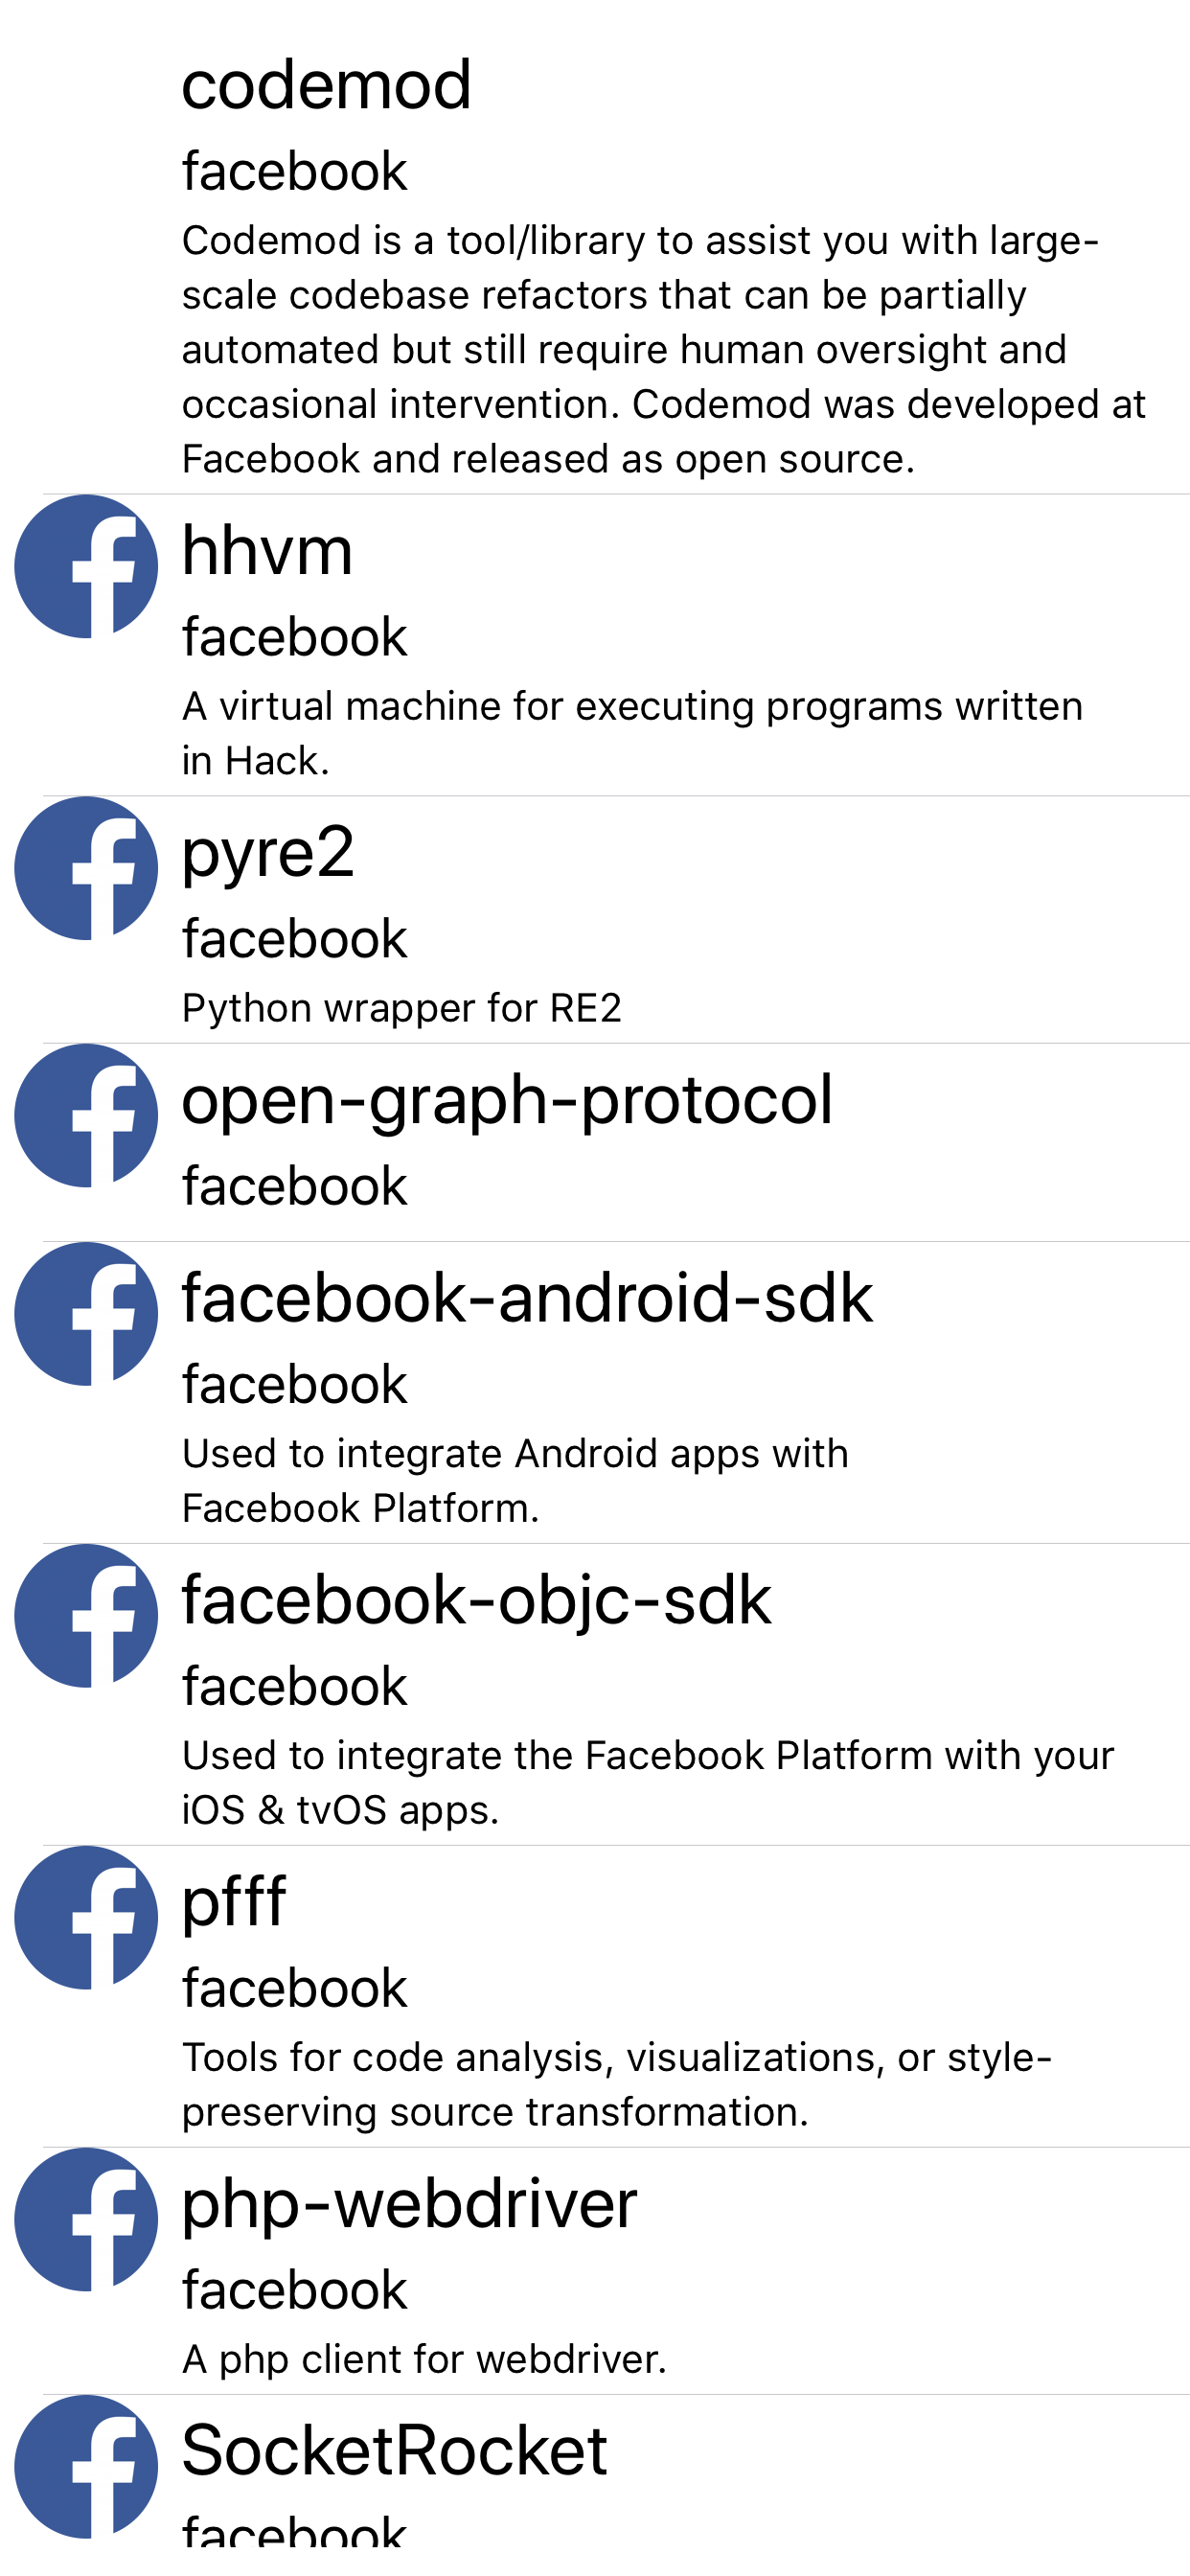 codemod
facebook
Codemod is a tool/library to assist you with large-
scale codebase refactors that can be partially
automated but still require human oversight and
occasional intervention. Codemod was developed at
Facebook and released as open source.
hhvm
facebook
A virtual machine for executing programs written
in Hack.
pyre2
facebook
Python wrapper for RE2
open-graph-protocol
facebook
facebook-android-sdk
facebook
Used to integrate Android apps with
Facebook Platform.
facebook-objc-sdk
facebook
Used to integrate the Facebook Platform with your
iOS & tvOS apps.
pfff
facebook
Tools for code analysis, visualizations, or style-
preserving source transformation.
php-webdriver
facebook
A php client for webdriver.
SocketRocket
facebook